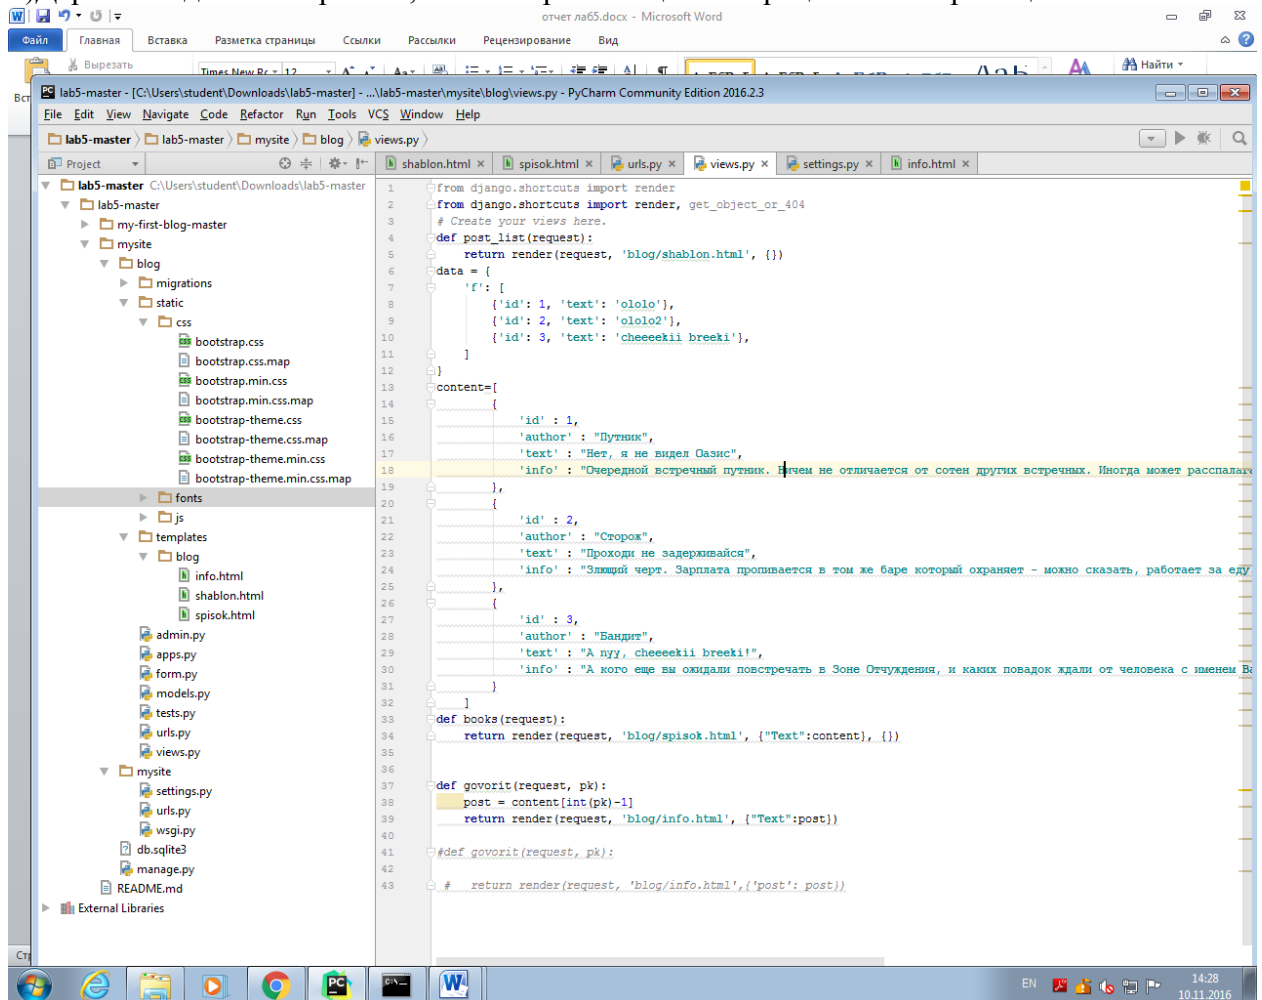 отчет лаб5.docx - Microsoft Word
Файл Главная Вставка Разметка страницы Ссылки Рассылки Рецензирование Вид
Вырезать Times New Rc 12 Найти
lab5-master - [C:\Users\student\Downloads\lab5-master] - ...\lab5-master\mysite\blog\views.py - PyCharm Community Edition 2016.2.3
File Edit View Navigate Code Refactor Run Tools VCS Window Help
lab5-master lab5-master mysite blog views.py
Project shablon.html spisok.html urls.py views.py settings.py info.html
lab5-master C:\Users\student\Downloads\lab5-master
lab5-master
my-first-blog-master
mysite
blog
migrations
static
css
bootstrap.css
bootstrap.css.map
bootstrap.min.css
bootstrap.min.css.map
bootstrap-theme.css
bootstrap-theme.css.map
bootstrap-theme.min.css
bootstrap-theme.min.css.map
fonts
js
templates
blog
info.html
shablon.html
spisok.html
admin.py
apps.py
form.py
models.py
tests.py
urls.py
views.py
mysite
settings.py
urls.py
wsgi.py
db.sqlite3
manage.py
README.md
External Libraries
1 from django.shortcuts import render
2 from django.shortcuts import render, get_object_or_404
3 # Create your views here.
4 def post_list(request):
5 return render(request, 'blog/shablon.html', {})
6 data = {
7 'f': [
8 {'id': 1, 'text': 'ololo'},
9 {'id': 2, 'text': 'ololo2'},
10 {'id': 3, 'text': 'cheeeekii breeki'},
11 ]
12 }
13 content=[
14 {
15 'id' : 1,
16 'author' : "Путник",
17 'text' : "Нет, я не видел Оазис",
18 'info' : "Очередной встречный путник. Ничем не отличается от сотен других встречных. Иногда может
19 },
20 {
21 'id' : 2,
22 'author' : "Сторож",
23 'text' : "Проходи не задерживайся",
24 'info' : "Злющий черт. Зарплата пропивается в том же баре который охраняет - можно сказать, работает за еду
25 },
26 {
27 'id' : 3,
28 'author' : "Бандит",
29 'text' : "А нуу, cheeeekii breeki!",
30 'info' : "А кого еще вы ожидали повстречать в Зоне Отчуждения, и каких повадок ждали от человека с именем
31 }
32 ]
33 def books(request):
34 return render(request, 'blog/spisok.html', {"Text":content}, {})
35
36
37 def govorit(request, pk):
38 post = content[int(pk)-1]
39 return render(request, 'blog/info.html', {"Text":post})
40
41 #def govorit(request, pk):
42
43 # return render(request, 'blog/info.html',{'post': post})
EN 14:28
10.11.2016